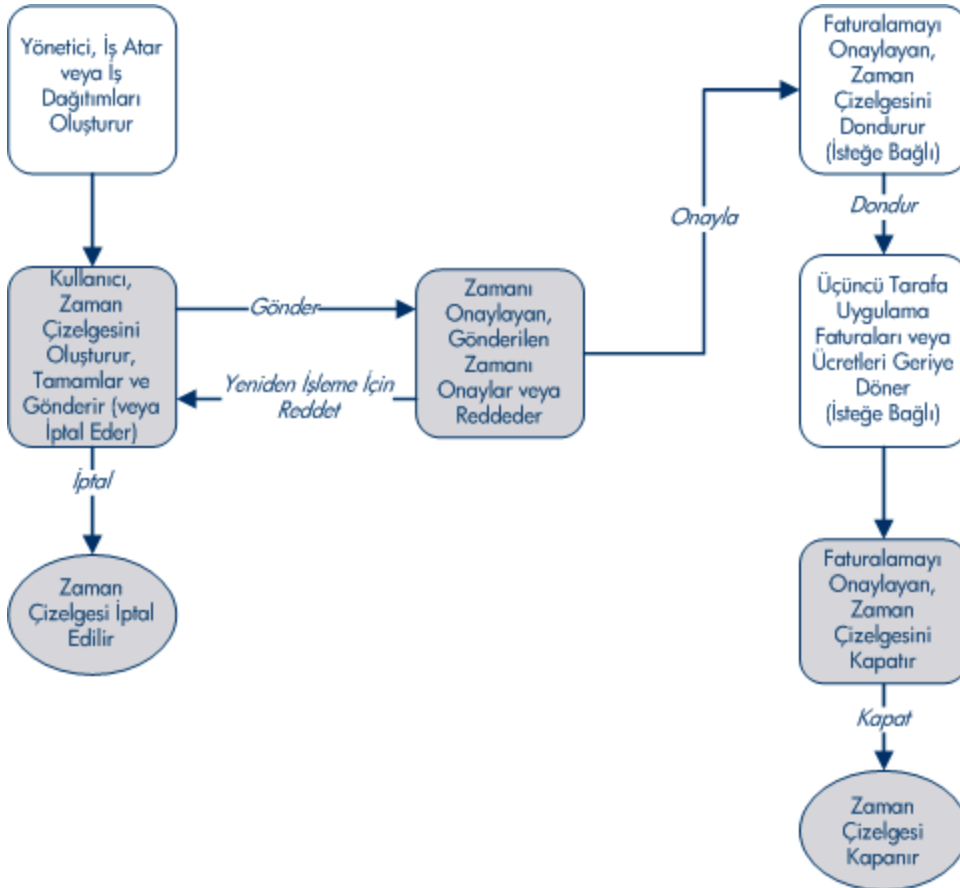 Yönetici, İş Atar
veya İş
Dağıtımları
Oluşturur
Kullanıcı,
Zaman
Çizelgesini
Oluşturur,
Tamamlar ve
Gönderir (veya
İptal Eder)
İptal
Zaman
Çizelgesi İptal
Edilir
Gönder
Yeniden İşleme İçin
Reddet
Zamanı
Onaylayan,
Gönderilen
Zamanı
Onaylar veya
Reddeder
Onayla
Faturalamayı
Onaylayan,
Zaman
Çizelgesini
Dondurur
(İsteğe Bağlı)
Dondur
Üçüncü Tarafa
Uygulama
Faturaları veya
Ücretleri Geriye
Döner
(İsteğe Bağlı)
Faturalamayı
Onaylayan,
Zaman
Çizelgesini
Kapatır
Kapat
Zaman
Çizelgesi
Kapanır